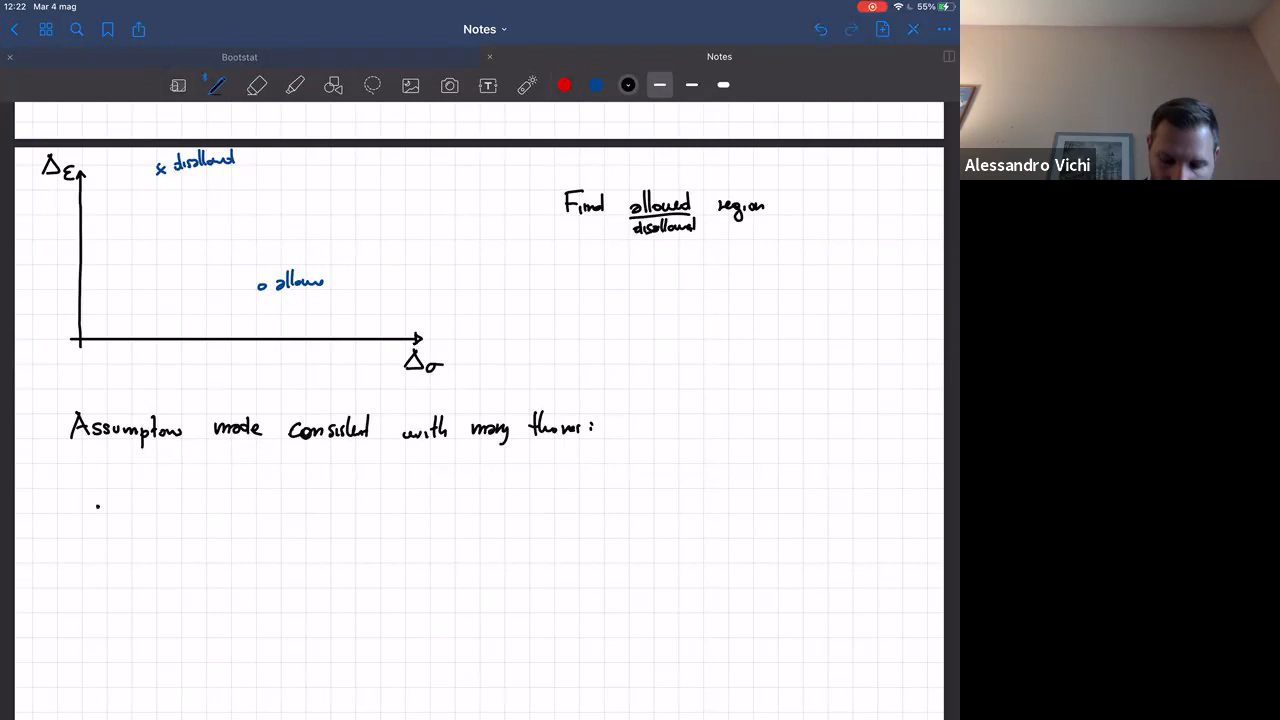 12:22 Mar 4 mag
55%
Notes
Bootstat
Notes
Δε
x disallowed
Find allowed region
disallowed
o allowed
Δσ
Assumptions made consistent with many theories:
Alessandro Vichi